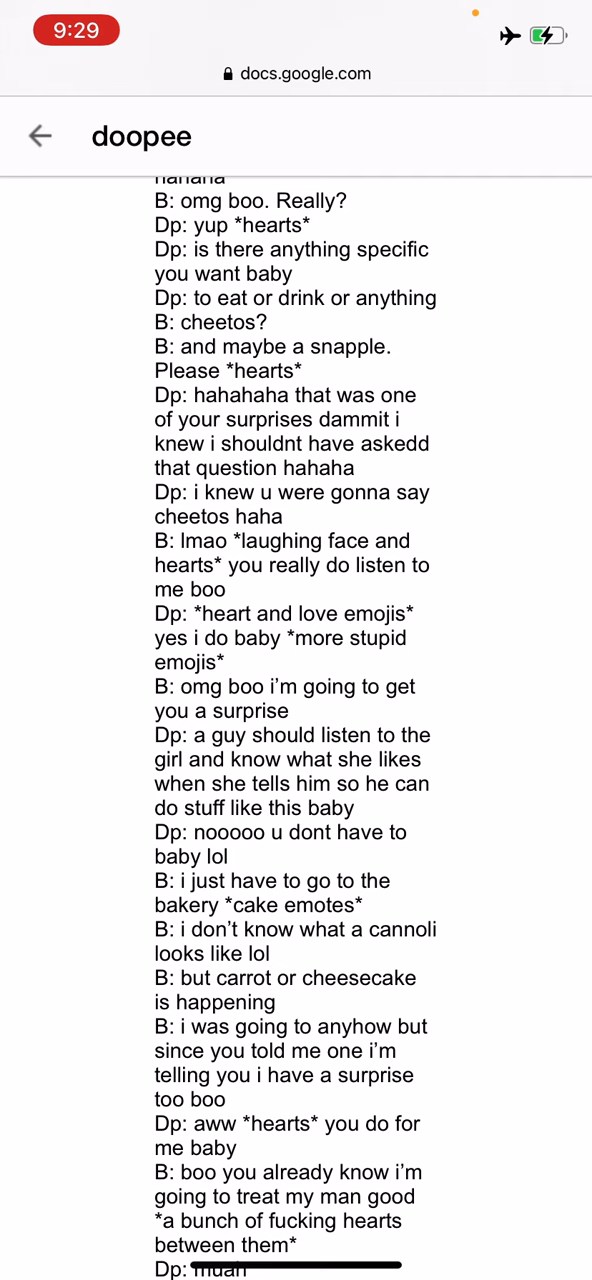 9:29
docs.google.com
doopee
hahaha
B: omg boo. Really?
Dp: yup *hearts*
Dp: is there anything specific
you want baby
Dp: to eat or drink or anything
B: cheetos?
B: and maybe a snapple.
Please *hearts*
Dp: hahahaha that was one
of your surprises dammit i
knew i shouldnt have askedd
that question hahaha
Dp: i knew u were gonna say
cheetos haha
B: lmao *laughing face and
hearts* you really do listen to
me boo
Dp: *heart and love emojis*
yes i do baby *more stupid
emojis*
B: omg boo i’m going to get
you a surprise
Dp: a guy should listen to the
girl and know what she likes
when she tells him so he can
do stuff like this baby
Dp: nooooo u dont have to
baby lol
B: i just have to go to the
bakery *cake emotes*
B: i don’t know what a cannoli
looks like lol
B: but carrot or cheesecake
is happening
B: i was going to anyhow but
since you told me one i’m
telling you i have a surprise
too boo
Dp: aww *hearts* you do for
me baby
B: boo you already know i’m
going to treat my man good
*a bunch of fucking hearts
between them*
Dp: muah